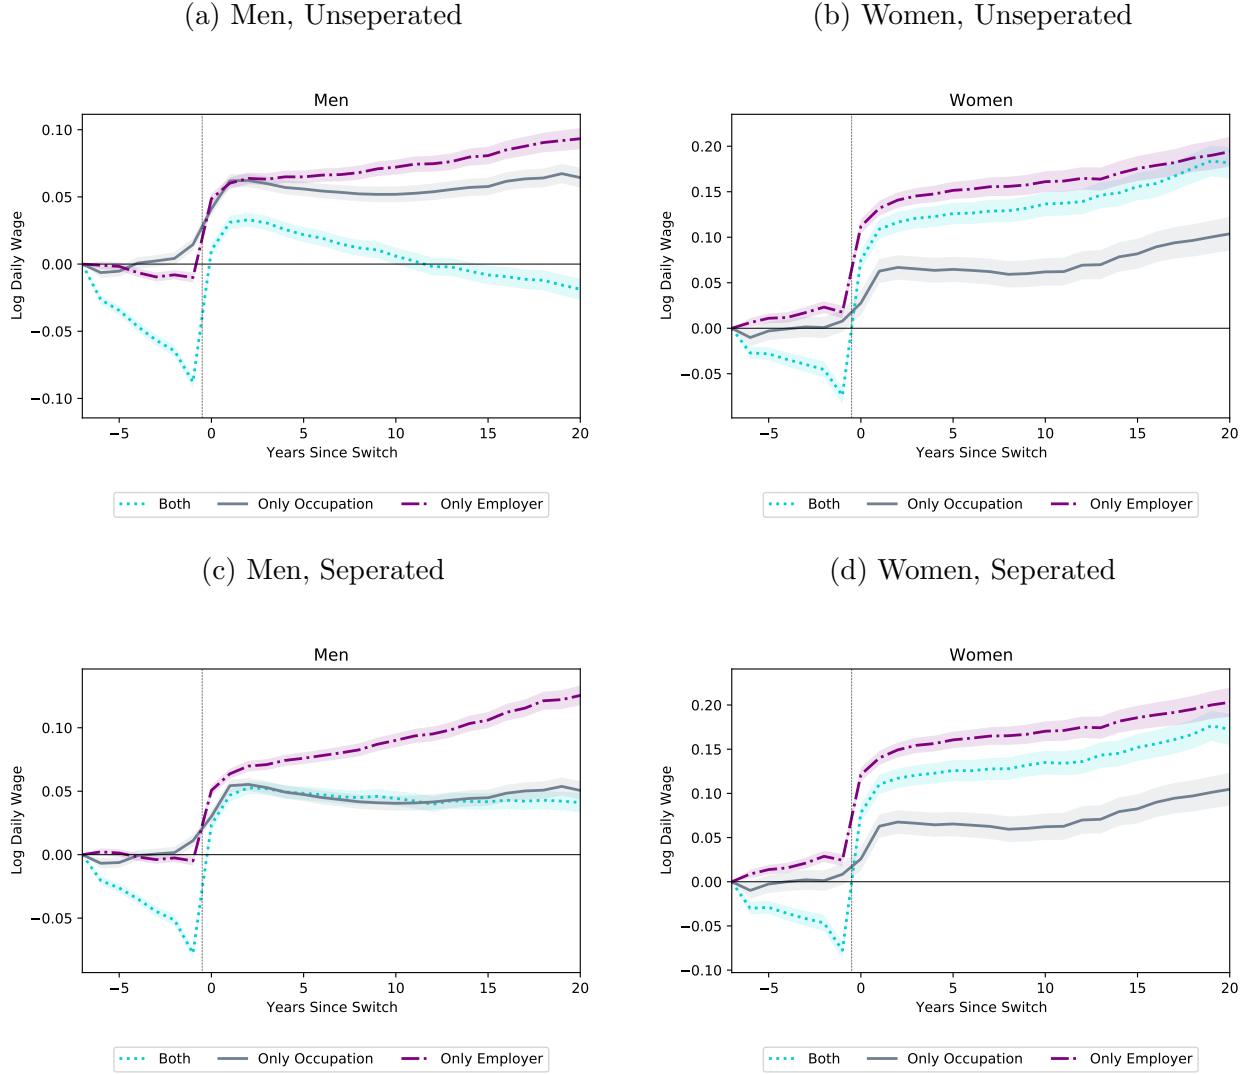 (a) Men, Unseperated
Men
0.10
0.05
0.00
−0.05
−0.10
Log Daily Wage
−5 0 5 10 15 20
Years Since Switch
Both Only Occupation Only Employer
(b) Women, Unseperated
Women
0.20
0.15
0.10
0.05
0.00
−0.05
Log Daily Wage
−5 0 5 10 15 20
Years Since Switch
Both Only Occupation Only Employer
(c) Men, Seperated
Men
0.10
0.05
0.00
−0.05
Log Daily Wage
−5 0 5 10 15 20
Years Since Switch
Both Only Occupation Only Employer
(d) Women, Seperated
Women
0.20
0.15
0.10
0.05
0.00
−0.05
−0.10
Log Daily Wage
−5 0 5 10 15 20
Years Since Switch
Both Only Occupation Only Employer